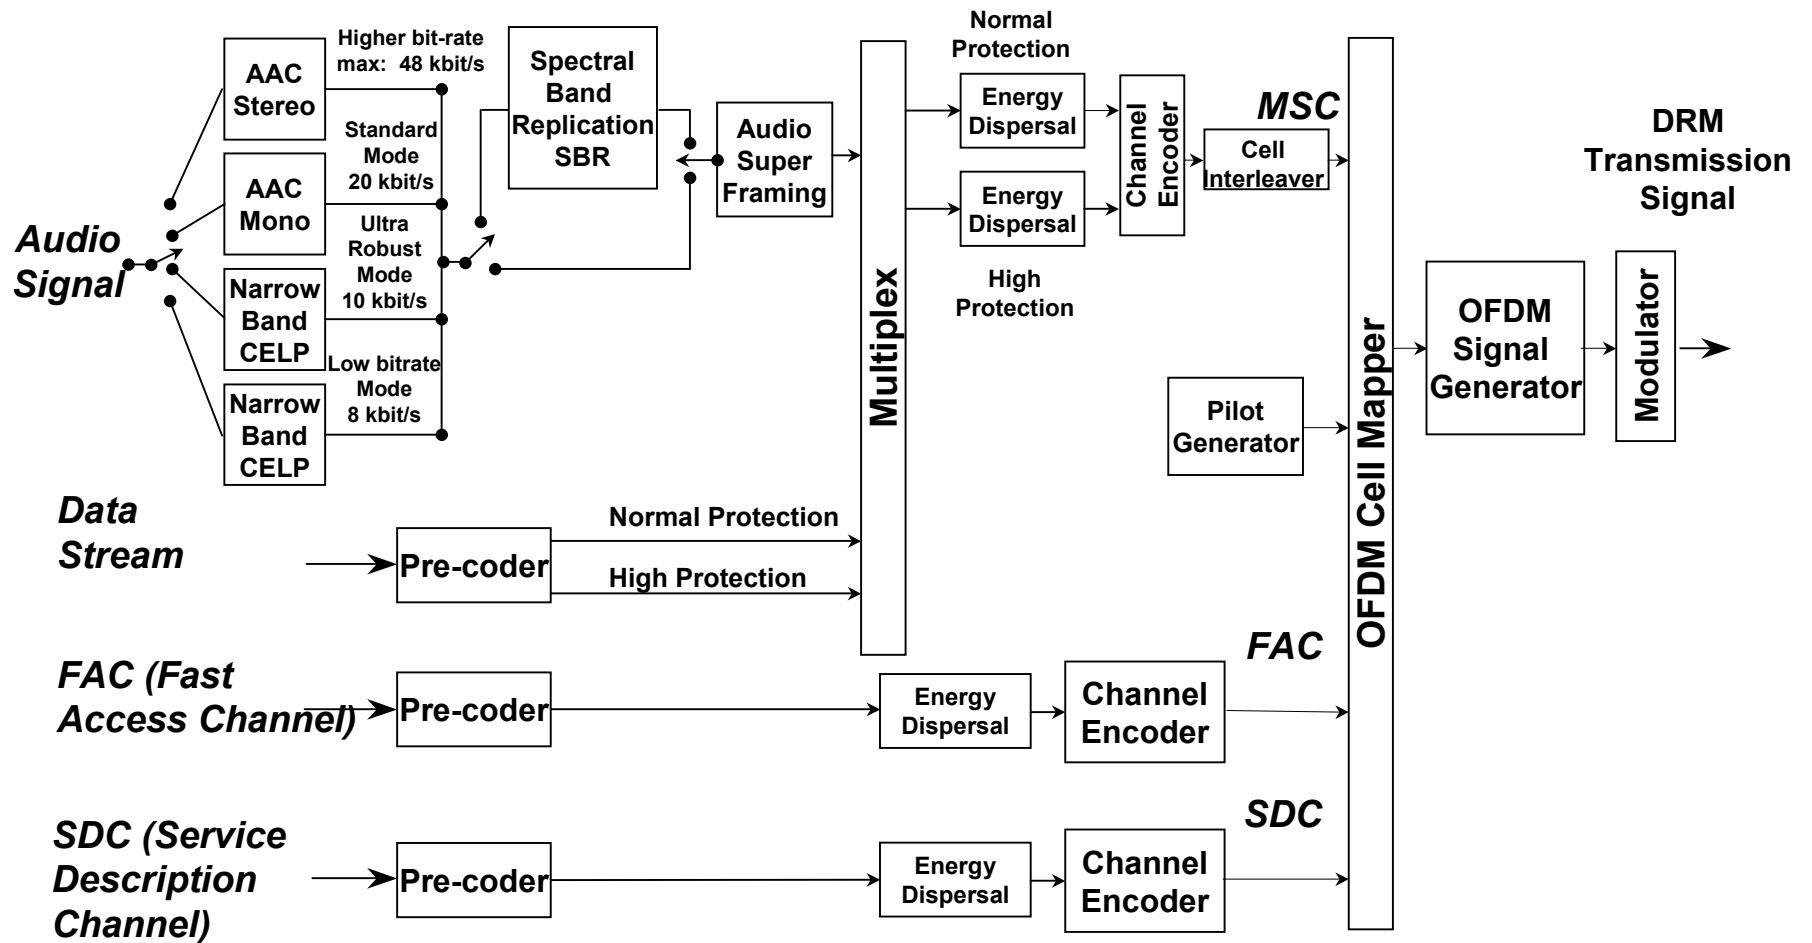 Audio
Signal
AAC
Stereo
AAC
Mono
Narrow
Band
CELP
Narrow
Band
CELP
Higher bit-rate
max: 48 kbit/s
Standard
Mode
20 kbit/s
Ultra
Robust
Mode
10 kbit/s
Low bitrate
Mode
8 kbit/s
Spectral
Band
Replication
SBR
Audio
Super
Framing
Multiplex
Normal
Protection
Energy
Dispersal
Energy
Dispersal
High
Protection
Channel
Encoder
MSC
Cell
Interleaver
Pilot
Generator
OFDM Cell Mapper
OFDM
Signal
Generator
Modulator
DRM
Transmission
Signal
Data
Stream
Pre-coder
Normal Protection
High Protection
FAC (Fast
Access Channel)
Pre-coder
Energy
Dispersal
Channel
Encoder
FAC
SDC (Service
Description
Channel)
Pre-coder
Energy
Dispersal
Channel
Encoder
SDC